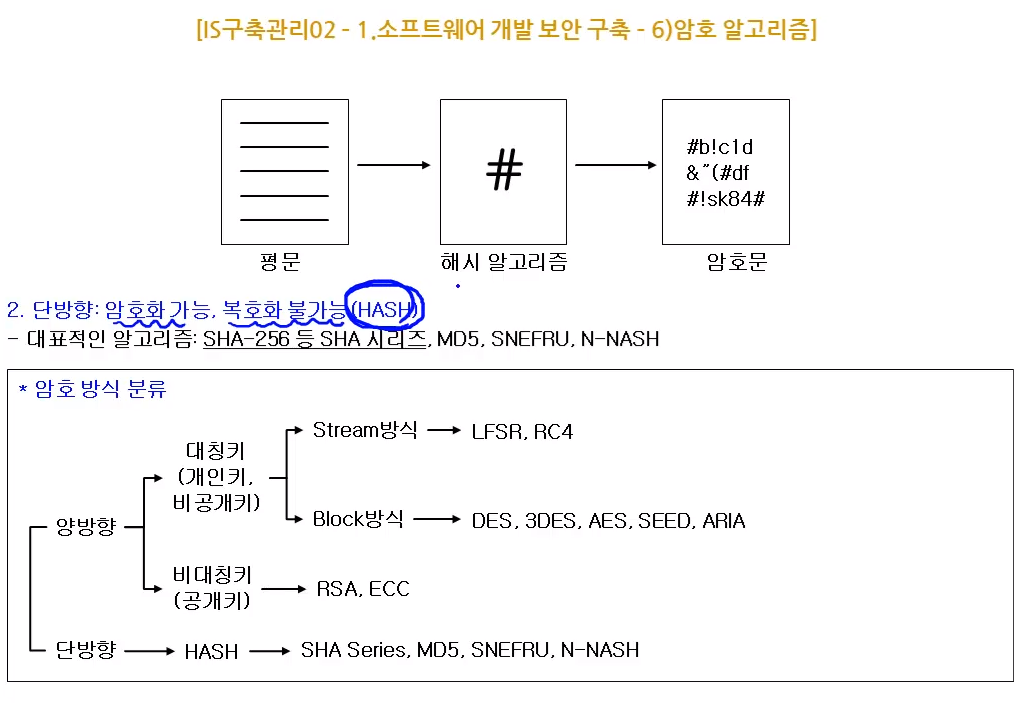 [IS구축관리02 - 1.소프트웨어 개발 보안 구축 - 6)암호 알고리즘]
#
#b!c1d
&~(#df
#!sk84#
평문
해시 알고리즘
암호문
2. 단방향: 암호화 가능, 복호화 불가능(HASH)
- 대표적인 알고리즘: SHA-256 등 SHA 시리즈, MD5, SNEFRU, N-NASH
* 암호 방식 분류
양방향
대칭키
(개인키,
비공개키)
Stream방식
LFSR, RC4
Block방식
DES, 3DES, AES, SEED, ARIA
비대칭키
(공개키)
RSA, ECC
단방향
HASH
SHA Series, MD5, SNEFRU, N-NASH